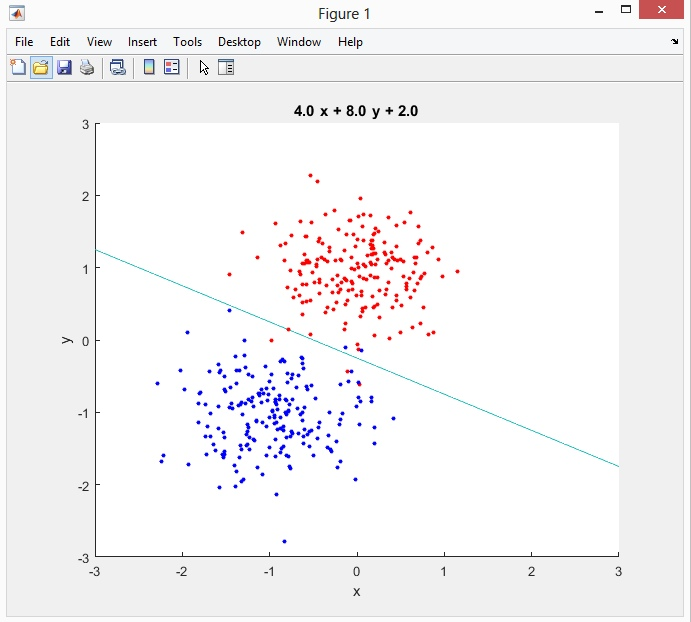 Figure 1
File Edit View Insert Tools Desktop Window Help
4.0 x + 8.0 y + 2.0
3
2
1
0
-1
-2
-3
y
-3 -2 -1 0 1 2 3
x